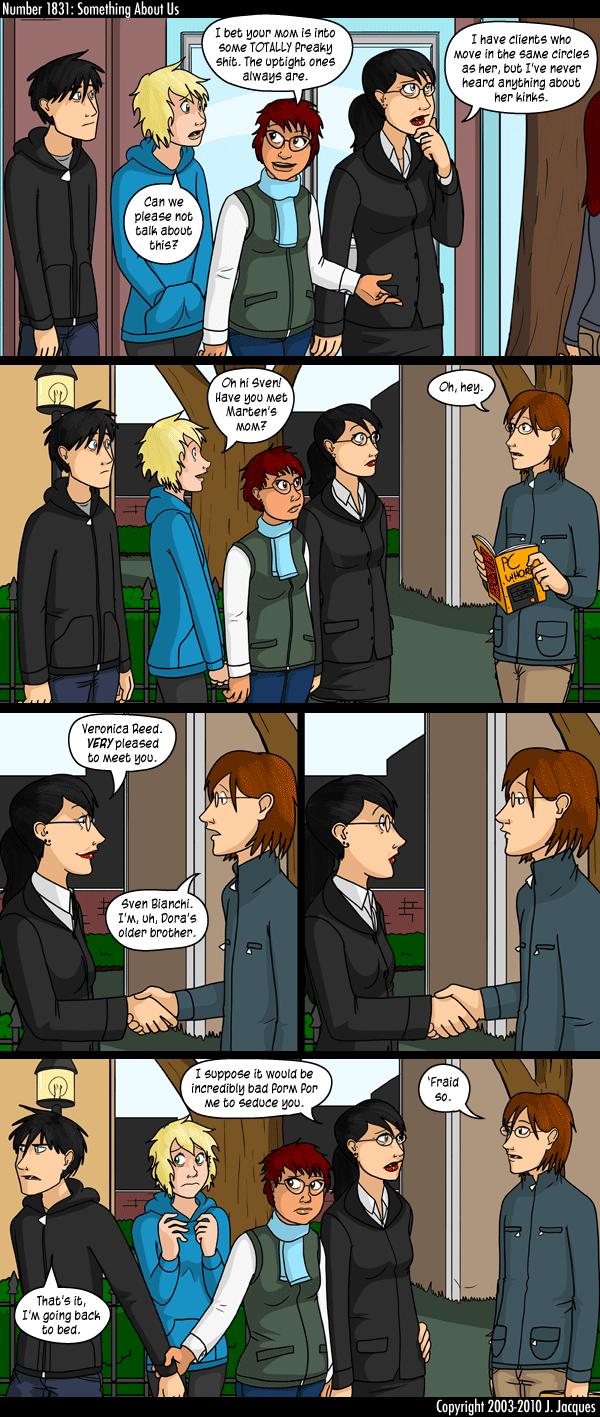 Number 1831: Something About Us
I bet your mom is into
some TOTALLY freaky
shit. The uptight ones
always are.
I have clients who
move in the same circles
as her, but I've never
heard anything about
her kinks.
Can we
please not
talk about
this?
Oh hi Sven!
Have you met
Marten's
mom?
Oh, hey.
PC
WHORE
Veronica Reed.
VERY pleased
to meet you.
Sven Bianchi.
I'm, uh, Dora's
older brother.
I suppose it would be
incredibly bad form for
me to seduce you.
'Fraid
so.
That's it,
I'm going back
to bed.
Copyright 2003-2010 J. Jacques